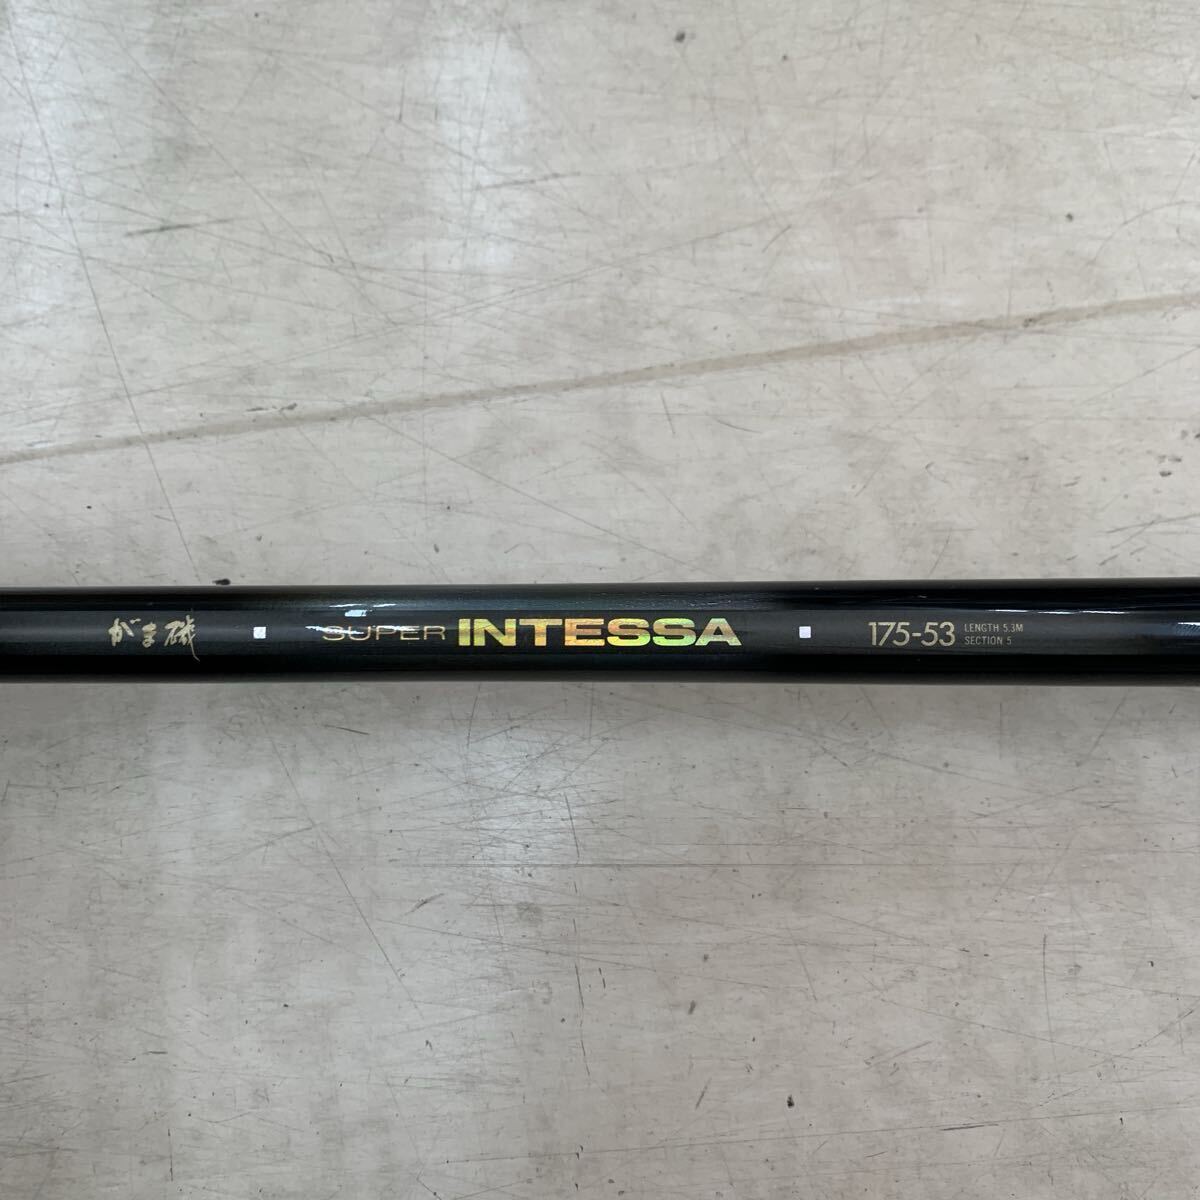 がま磯 SUPER INTESSA 175-53 LENGTH 5.3M
SECTION 5